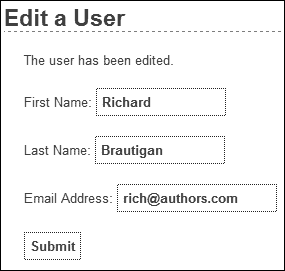 Edit a User
The user has been edited.
First Name: Richard
Last Name: Brautigan
Email Address: rich@authors.com
Submit